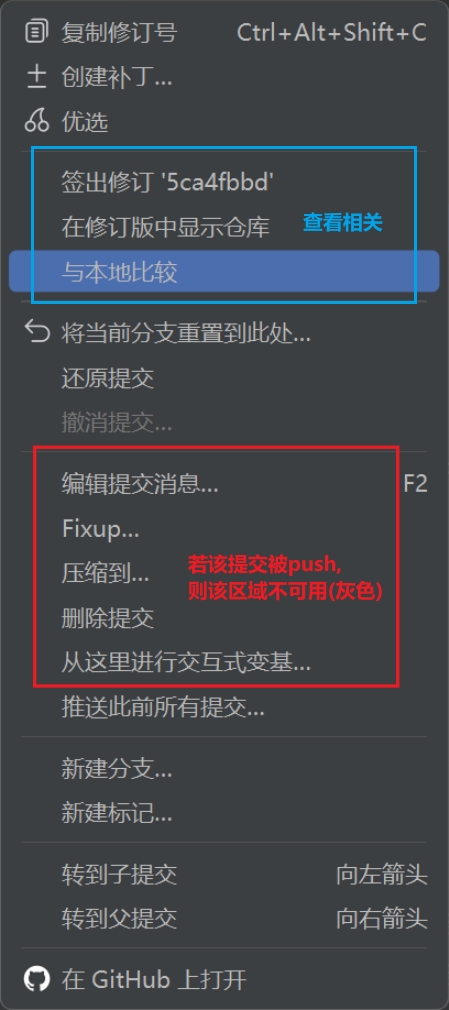 复制修订号 Ctrl+Alt+Shift+C
创建补丁...
优选
签出修订 '5ca4fbbd'
在修订版中显示仓库 查看相关
与本地比较
将当前分支重置到此处...
还原提交
撤消提交...
编辑提交消息... F2
Fixup...
压缩到... 若该提交被push,
则该区域不可用(灰色)
删除提交
从这里进行交互式变基...
推送此前所有提交...
新建分支...
新建标记...
转到子提交 向左箭头
转到父提交 向右箭头
在 GitHub 上打开